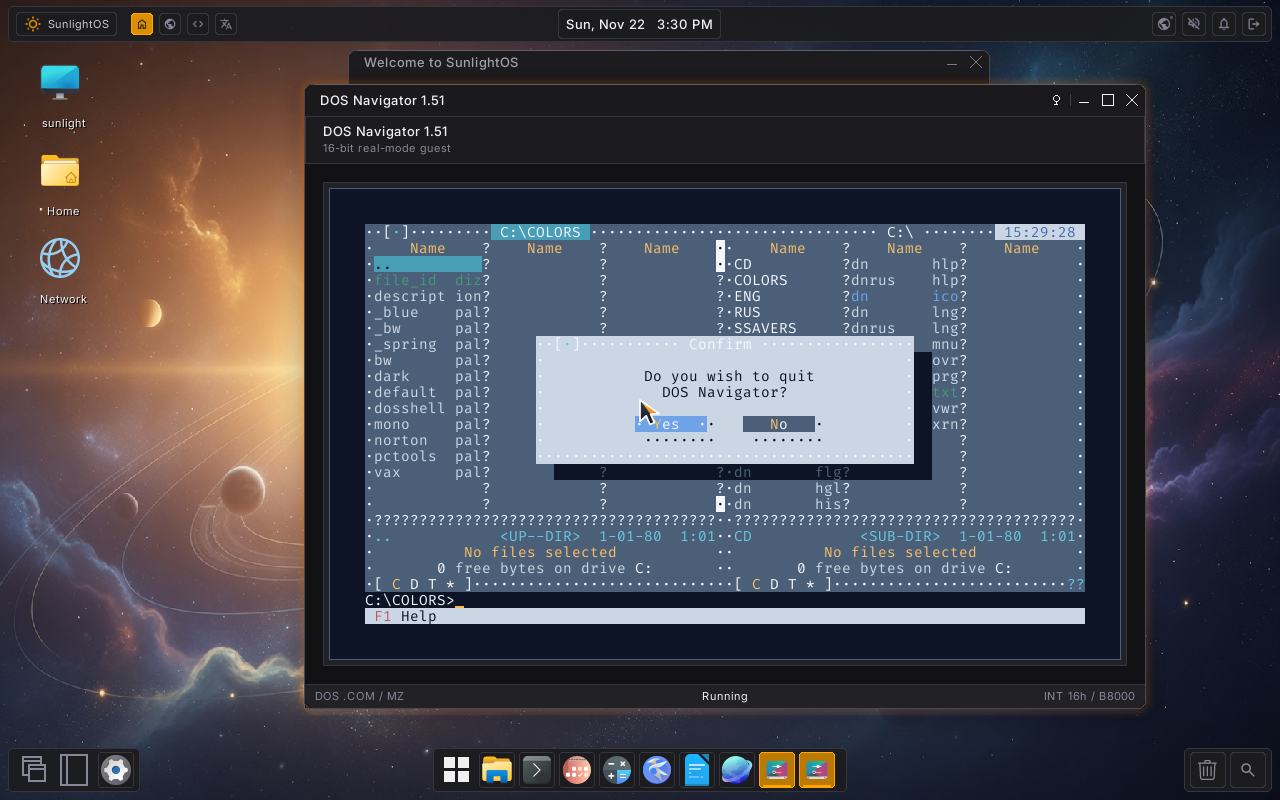 SunlightOS
Sun, Nov 22 3:30 PM
Welcome to SunlightOS
DOS Navigator 1.51
DOS Navigator 1.51
16-bit real-mode guest
sunlight
Home
Network
··[·]········· C:\COLORS ································· C:\ ········ 15:29:28
· Name ? Name ? Name ·· Name ? Name ? Name ·
·.. ? ? ··CD ?dn hlp? ·
·file_id diz? ? ?·COLORS ?dnrus hlp? ·
·descript ion? ? ?·ENG ?dn ico? ·
·_blue pal? ? ?·RUS ?dn lng? ·
·_bw pal? ? ?·SSAVERS ?dnrus lng? ·
·_spring pal? ··[·]··········· Confirm ················· mnu? ·
·bw pal? ovr? ·
·dark pal? Do you wish to quit prg? ·
·default pal? DOS Navigator? txt? ·
·dosshell pal? vwr? ·
·mono pal? Yes No xrn? ·
·norton pal? ? ·
·pctools pal? ? ·
·vax pal? ? ?·dn flg? ? ·
· ? ? ?·dn hgl? ? ·
· ? ? ··dn his? ? ·
·??????????????????????????????????????··??????????????????????????????????????·
·.. <UP--DIR> 1-01-80 1:01··CD <SUB-DIR> 1-01-80 1:01·
· No files selected ·· No files selected ·
· 0 free bytes on drive C: ·· 0 free bytes on drive C: ·
·[ C D T * ]·····························[ C D T * ]··························??
C:\COLORS>_
F1 Help
DOS .COM / MZ
Running
INT 16h / B8000